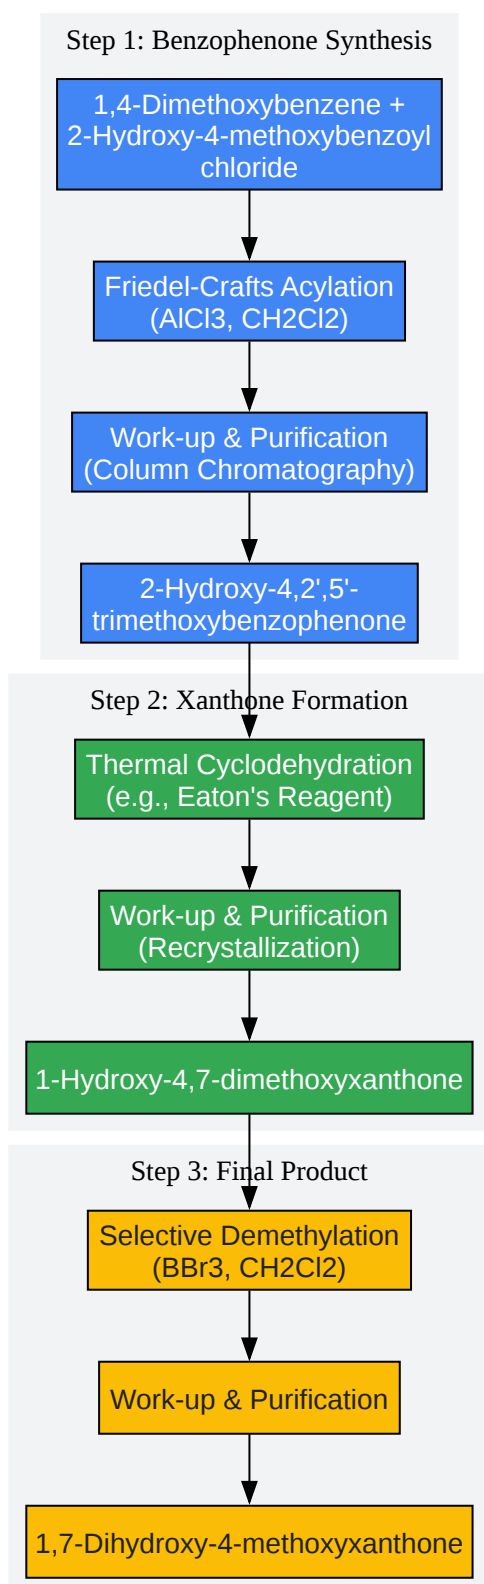 Step 1: Benzophenone Synthesis
1,4-Dimethoxybenzene +
2-Hydroxy-4-methoxybenzoyl
chloride
Friedel-Crafts Acylation
(AlCl3, CH2Cl2)
Work-up & Purification
(Column Chromatography)
2-Hydroxy-4,2',5'-
trimethoxybenzophenone
Step 2: Xanthone Formation
Thermal Cyclodehydration
(e.g., Eaton's Reagent)
Work-up & Purification
(Recrystallization)
1-Hydroxy-4,7-dimethoxyxanthone
Step 3: Final Product
Selective Demethylation
(BBr3, CH2Cl2)
Work-up & Purification
1,7-Dihydroxy-4-methoxyxanthone